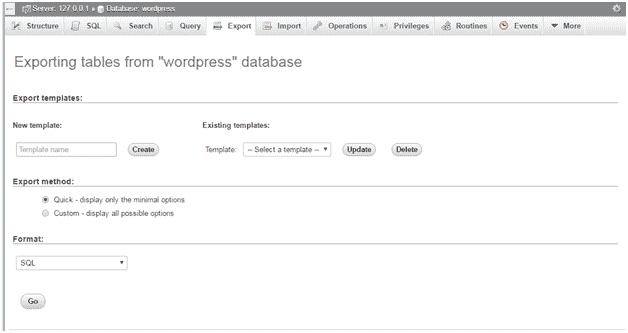 Server: 127.0.0.1 » Database: wordpress
Structure SQL Search Query Export Import Operations Privileges Routines Events More
Exporting tables from "wordpress" database
Export templates:
New template: Existing templates:
Template name Create Template: -- Select a template -- Update Delete
Export method:
Quick - display only the minimal options
Custom - display all possible options
Format:
SQL
Go